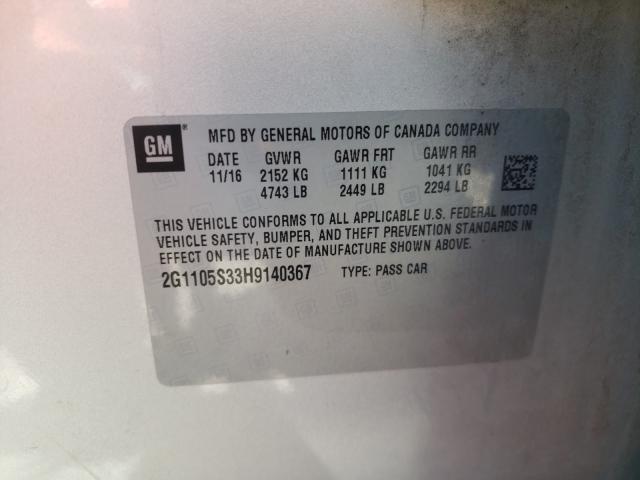 GM® MFD BY GENERAL MOTORS OF CANADA COMPANY
DATE GVWR GAWR FRT GAWR RR
11/16 2152 KG 1111 KG 1041 KG
4743 LB 2449 LB 2294 LB
THIS VEHICLE CONFORMS TO ALL APPLICABLE U.S. FEDERAL MOTOR
VEHICLE SAFETY, BUMPER, AND THEFT PREVENTION STANDARDS IN
EFFECT ON THE DATE OF MANUFACTURE SHOWN ABOVE.
2G1105S33H9140367 TYPE: PASS CAR